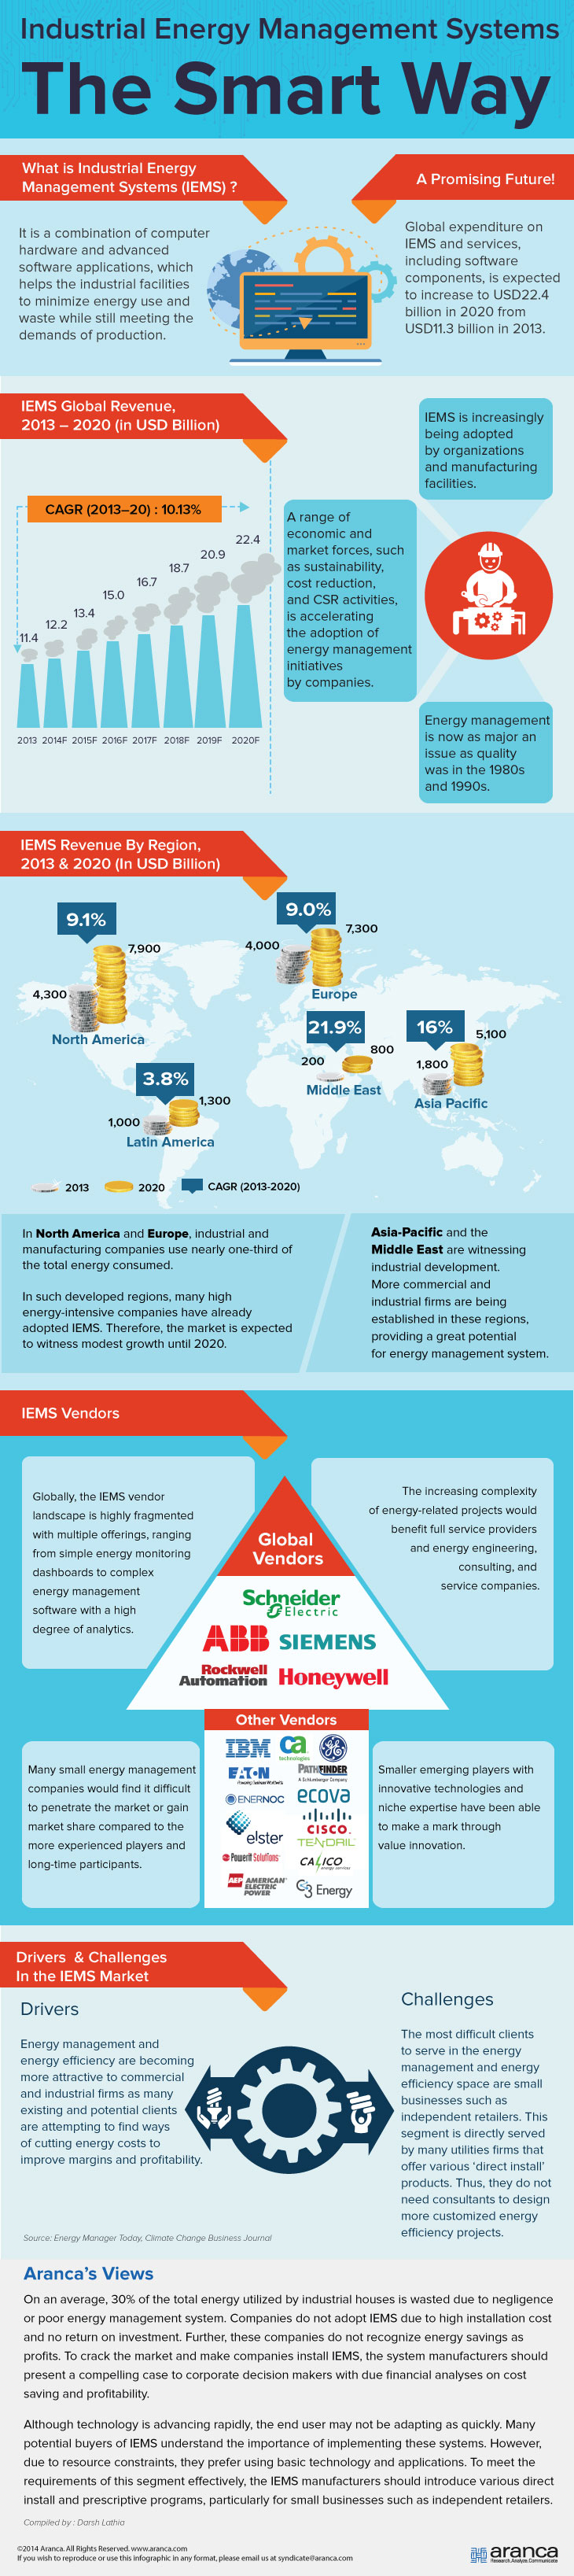 Industrial Energy Management Systems
The Smart Way
What is Industrial Energy
Management Systems (IEMS) ?
It is a combination of computer
hardware and advanced
software applications, which
helps the industrial facilities
to minimize energy use and
waste while still meeting the
demands of production.
A Promising Future!
Global expenditure on
IEMS and services,
including software
components, is expected
to increase to USD22.4
billion in 2020 from
USD11.3 billion in 2013.
IEMS Global Revenue,
2013 – 2020 (in USD Billion)
CAGR (2013–20) : 10.13%
11.4
12.2
13.4
15.0
16.7
18.7
20.9
22.4
2013 2014F 2015F 2016F 2017F 2018F 2019F 2020F
IEMS is increasingly
being adopted
by organizations
and manufacturing
facilities.
A range of
economic and
market forces, such
as sustainability,
cost reduction,
and CSR activities,
is accelerating
the adoption of
energy management
initiatives
by companies.
Energy management
is now as major an
issue as quality
was in the 1980s
and 1990s.
IEMS Revenue By Region,
2013 & 2020 (In USD Billion)
9.1%
7,900
4,300
North America
9.0%
7,300
4,000
Europe
21.9%
800
200
Middle East
16%
5,100
1,800
Asia Pacific
3.8%
1,300
1,000
Latin America
2013
2020
CAGR (2013-2020)
In North America and Europe, industrial and
manufacturing companies use nearly one-third of
the total energy consumed.
In such developed regions, many high
energy-intensive companies have already
adopted IEMS. Therefore, the market is expected
to witness modest growth until 2020.
Asia-Pacific and the
Middle East are witnessing
industrial development.
More commercial and
industrial firms are being
established in these regions,
providing a great potential
for energy management system.
IEMS Vendors
Globally, the IEMS vendor
landscape is highly fragmented
with multiple offerings, ranging
from simple energy monitoring
dashboards to complex
energy management
software with a high
degree of analytics.
The increasing complexity
of energy-related projects would
benefit full service providers
and energy engineering,
consulting, and
service companies.
Global
Vendors
Schneider
Electric
ABB SIEMENS
Rockwell
Automation
Honeywell
Other Vendors
IBM
ca
technologies
GE
EATON
Powering Business Worldwide
PATHFINDER
A Schlumberger Company
ENERNOC
ecova
elster
CISCO
TENDRIL
Powerit Solutions
CALICO
energy services
AEP AMERICAN
ELECTRIC
POWER
C3 Energy
Many small energy management
companies would find it difficult
to penetrate the market or gain
market share compared to the
more experienced players and
long-time participants.
Smaller emerging players with
innovative technologies and
niche expertise have been able
to make a mark through
value innovation.
Drivers & Challenges
In the IEMS Market
Drivers
Energy management and
energy efficiency are becoming
more attractive to commercial
and industrial firms as many
existing and potential clients
are attempting to find ways
of cutting energy costs to
improve margins and profitability.
Challenges
The most difficult clients
to serve in the energy
management and energy
efficiency space are small
businesses such as
independent retailers. This
segment is directly served
by many utilities firms that
offer various 'direct install'
products. Thus, they do not
need consultants to design
more customized energy
efficiency projects.
Source: Energy Manager Today, Climate Change Business Journal
Aranca's Views
On an average, 30% of the total energy utilized by industrial houses is wasted due to negligence
or poor energy management system. Companies do not adopt IEMS due to high installation cost
and no return on investment. Further, these companies do not recognize energy savings as
profits. To crack the market and make companies install IEMS, the system manufacturers should
present a compelling case to corporate decision makers with due financial analyses on cost
saving and profitability.
Although technology is advancing rapidly, the end user may not be adapting as quickly. Many
potential buyers of IEMS understand the importance of implementing these systems. However,
due to resource constraints, they prefer using basic technology and applications. To meet the
requirements of this segment effectively, the IEMS manufacturers should introduce various direct
install and prescriptive programs, particularly for small businesses such as independent retailers.
Compiled by : Darsh Lathia
©2014 Aranca. All Rights Reserved. www.aranca.com
If you wish to reproduce or use this infographic in any format, please email us at syndicate@aranca.com
aranca
Research.Analyze.Communicate